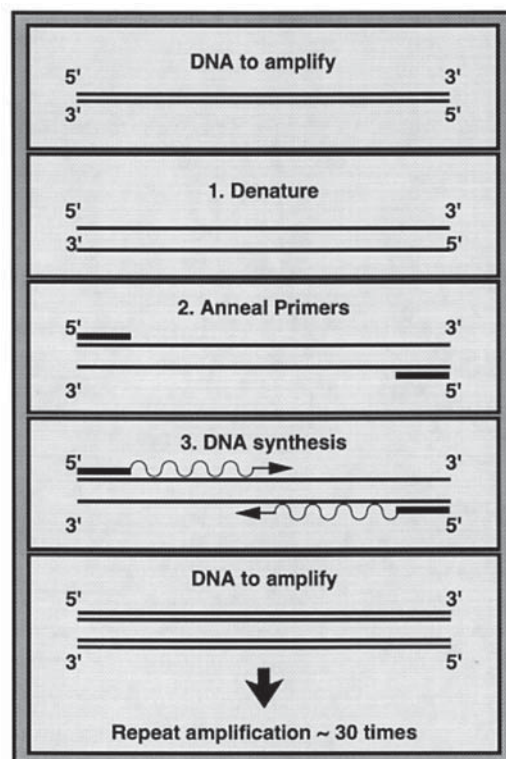 DNA to amplify
5' 3'
3' 5'
1. Denature
5' 3'
3' 5'
2. Anneal Primers
5' 3'
3' 5'
3. DNA synthesis
5' 3'
3' 5'
DNA to amplify
5' 3'
3' 5'
Repeat amplification ~ 30 times